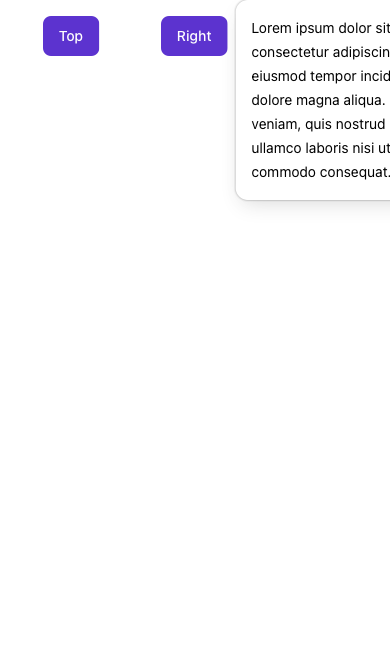 Top
Right
Lorem ipsum dolor sit
consectetur adipiscin
eiusmod tempor incid
dolore magna aliqua.
veniam, quis nostrud
ullamco laboris nisi ut
commodo consequat.